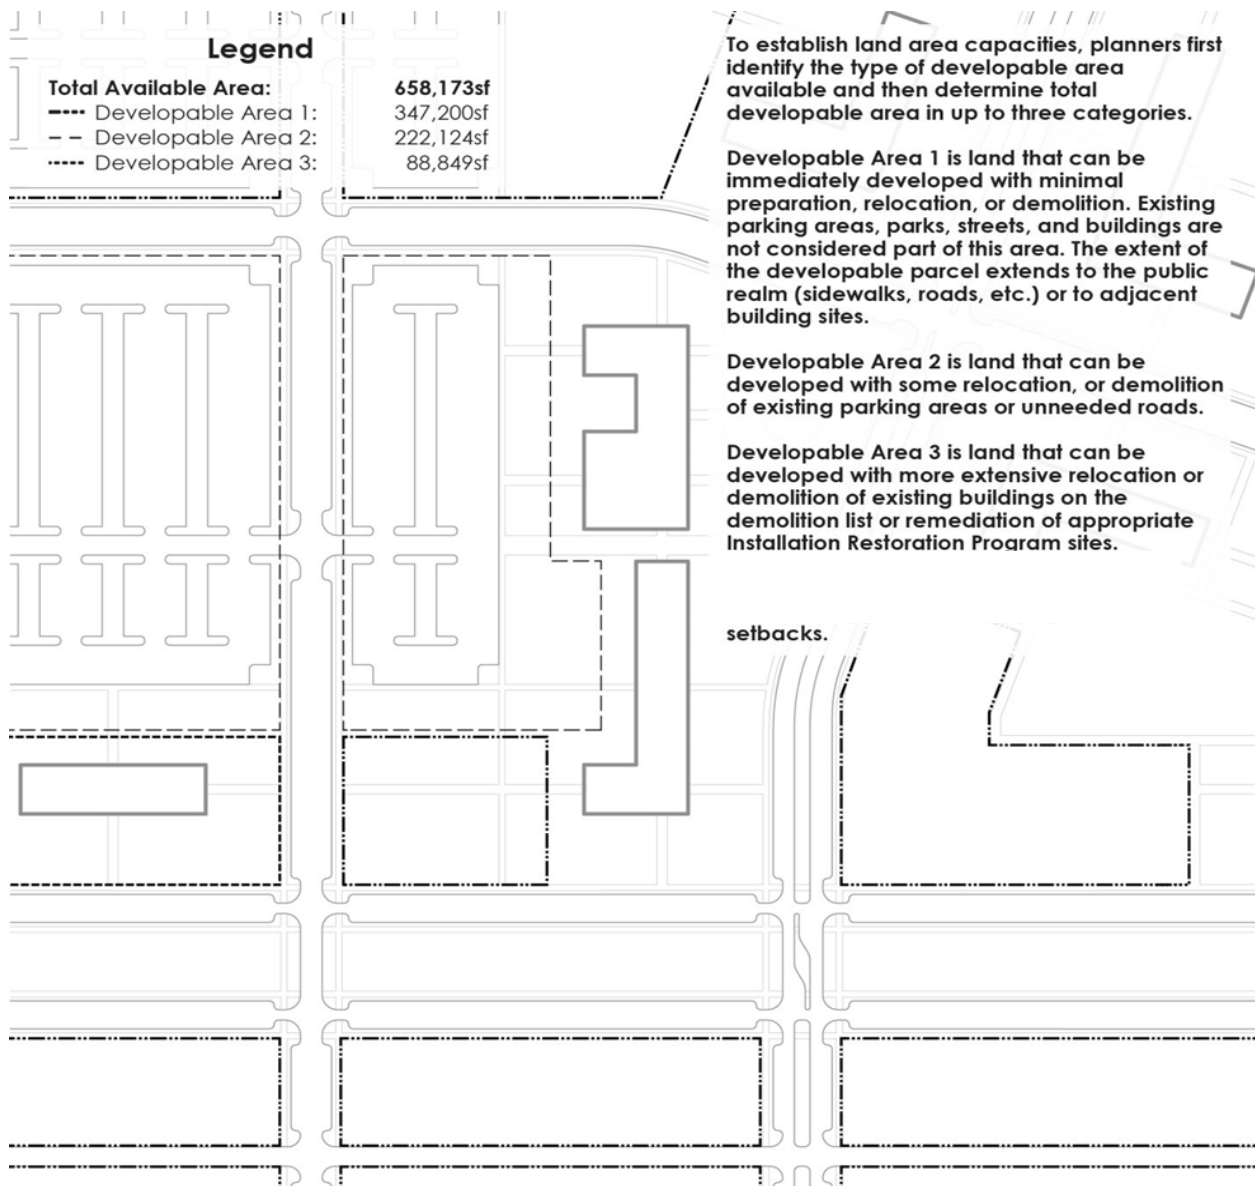 Legend
Total Available Area: 658,173sf
Developable Area 1: 347,200sf
Developable Area 2: 222,124sf
Developable Area 3: 88,849sf
To establish land area capacities, planners first
identify the type of developable area
available and then determine total
developable area in up to three categories.
Developable Area 1 is land that can be
immediately developed with minimal
preparation, relocation, or demolition. Existing
parking areas, parks, streets, and buildings are
not considered part of this area. The extent of
the developable parcel extends to the public
realm (sidewalks, roads, etc.) or to adjacent
building sites.
Developable Area 2 is land that can be
developed with some relocation, or demolition
of existing parking areas or unneeded roads.
Developable Area 3 is land that can be
developed with more extensive relocation or
demolition of existing buildings on the
demolition list or remediation of appropriate
Installation Restoration Program sites.
setbacks.